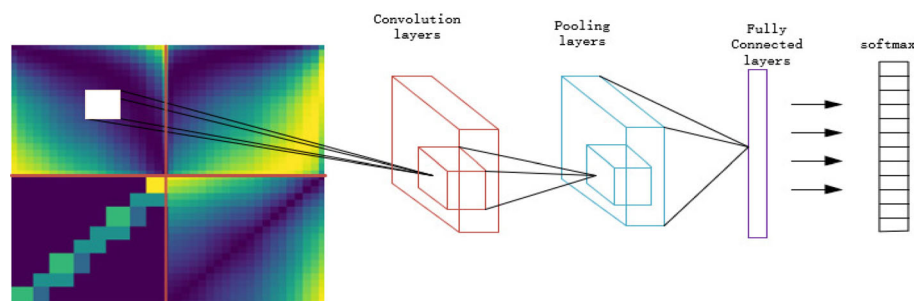 Convolution
layers
Pooling
layers
Fully
Connected
layers
softmax